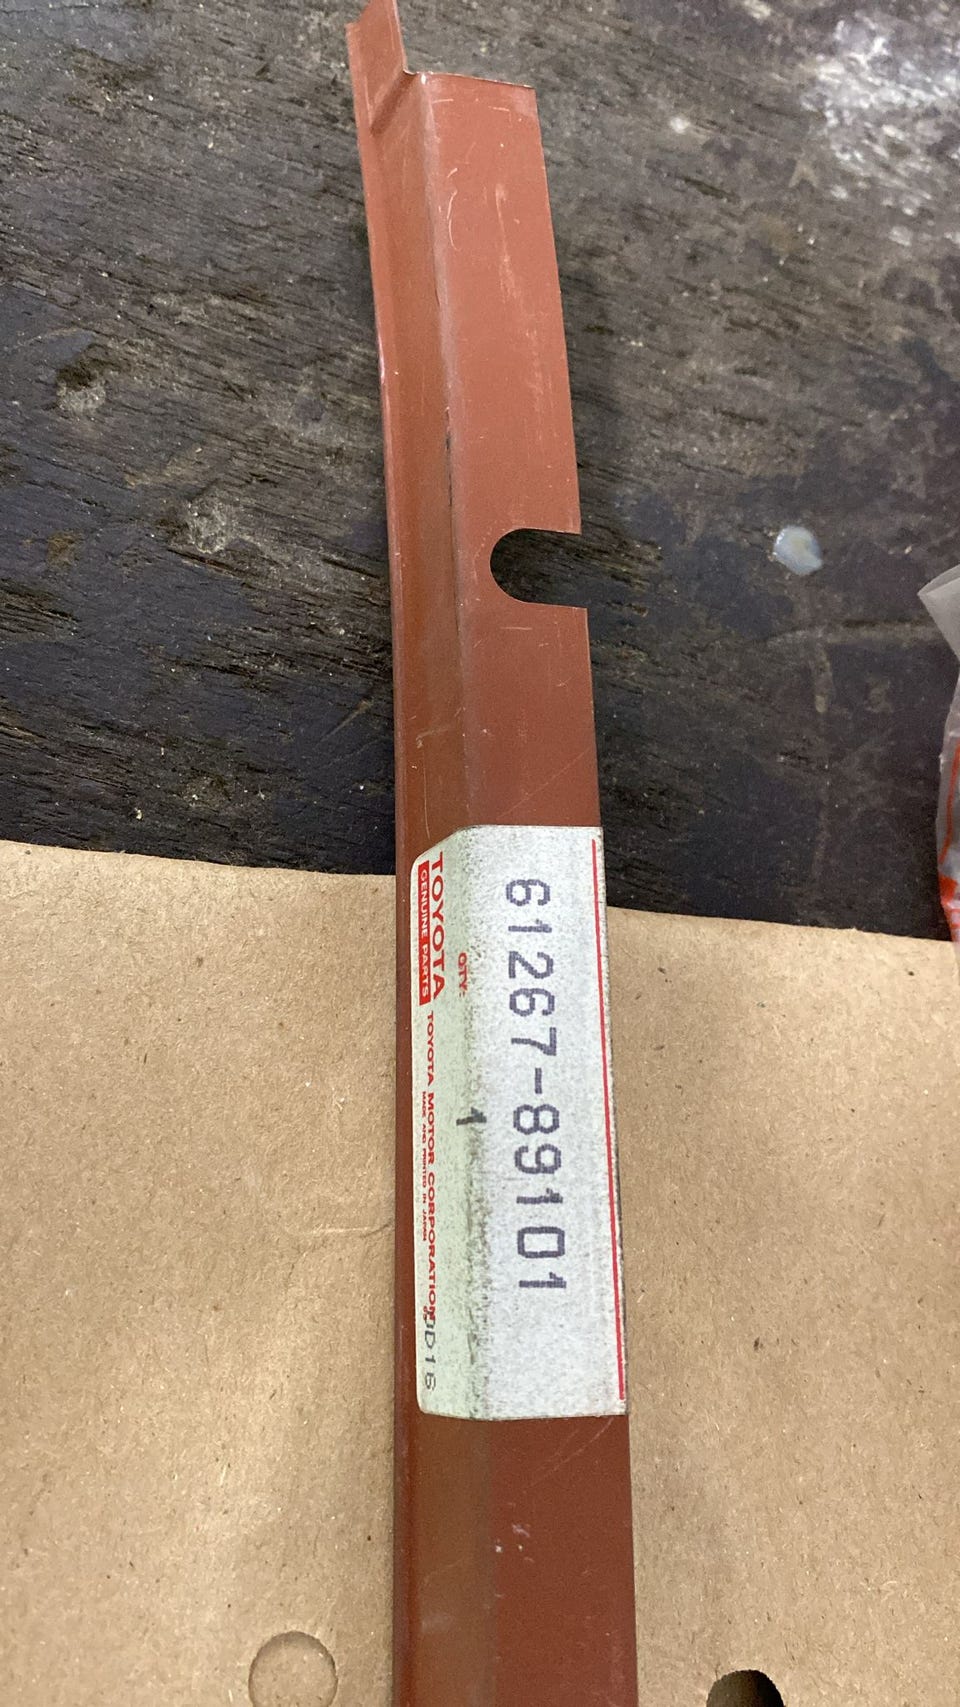 61267-89101
QTY: 1
TOYOTA
GENUINE PARTS
TOYOTA MOTOR CORPORATION
MADE AND PRINTED IN JAPAN